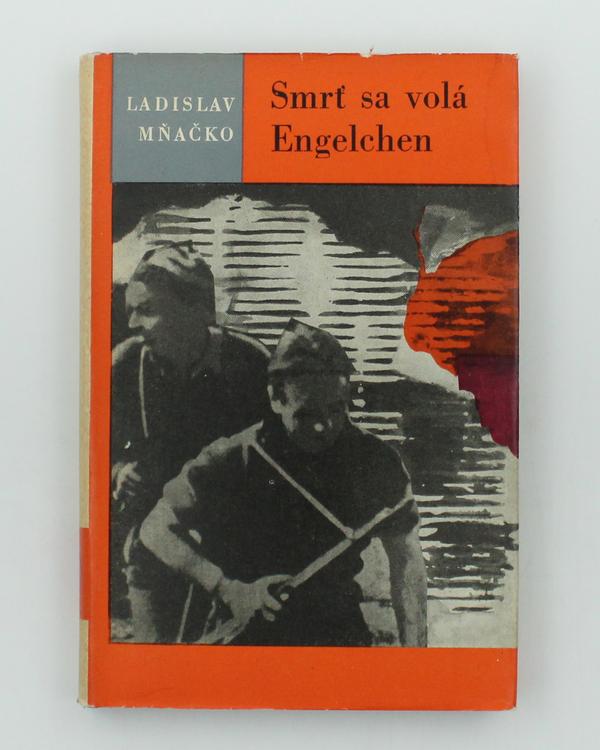 LADISLAV
MŇAČKO
Smrť sa volá
Engelchen